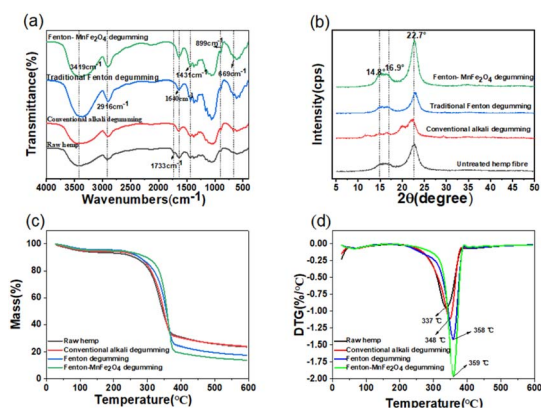 (a)
Fenton- MnFe2O4 degumming
899cm-1
3419cm-1
1431cm-1
669cm-1
Traditional Fenton degumming
2916cm-1
1640cm-1
Conventional alkali degumming
Raw hemp
1733cm-1
Transmittance(%)
4000 3500 3000 2500 2000 1500 1000 500 0
Wavenumbers(cm-1)
(b)
22.7°
16.9°
14.8°
Fenton- MnFe2O4 degumming
Traditional Fenton degumming
Conventional alkali degumming
Untreated hemp fibre
Intensity(cps)
5 10 15 20 25 30 35 40 45 50
2Θ(degree)
(c)
100
80
60
40
20
0
Mass(%)
Raw hemp
Conventional alkali degumming
Fenton degumming
Fenton-MnFe2O4 degumming
0 100 200 300 400 500 600
Temperature(℃)
(d)
0.00
-0.25
-0.50
-0.75
-1.00
-1.25
-1.50
-1.75
-2.00
DTG(%/℃)
337 ℃
348 ℃
358 ℃
359 ℃
Raw hemp
Conventional alkali degumming
Fenton degumming
Fenton-MnFe2O4 degumming
0 100 200 300 400 500 600
Temperature(℃)